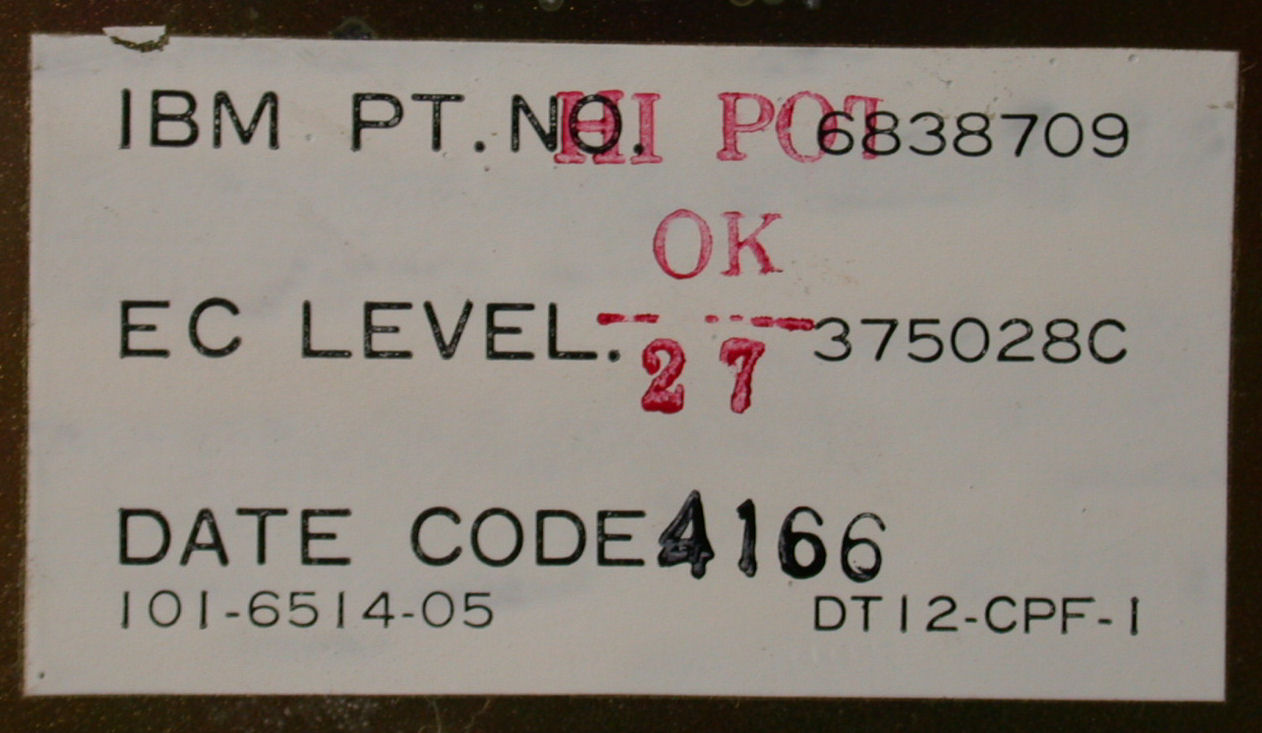 IBM PT.NO. 6838709
HI POT
OK
EC LEVEL. 375028C
27
DATE CODE 4166
101-6514-05 DT12-CPF-1